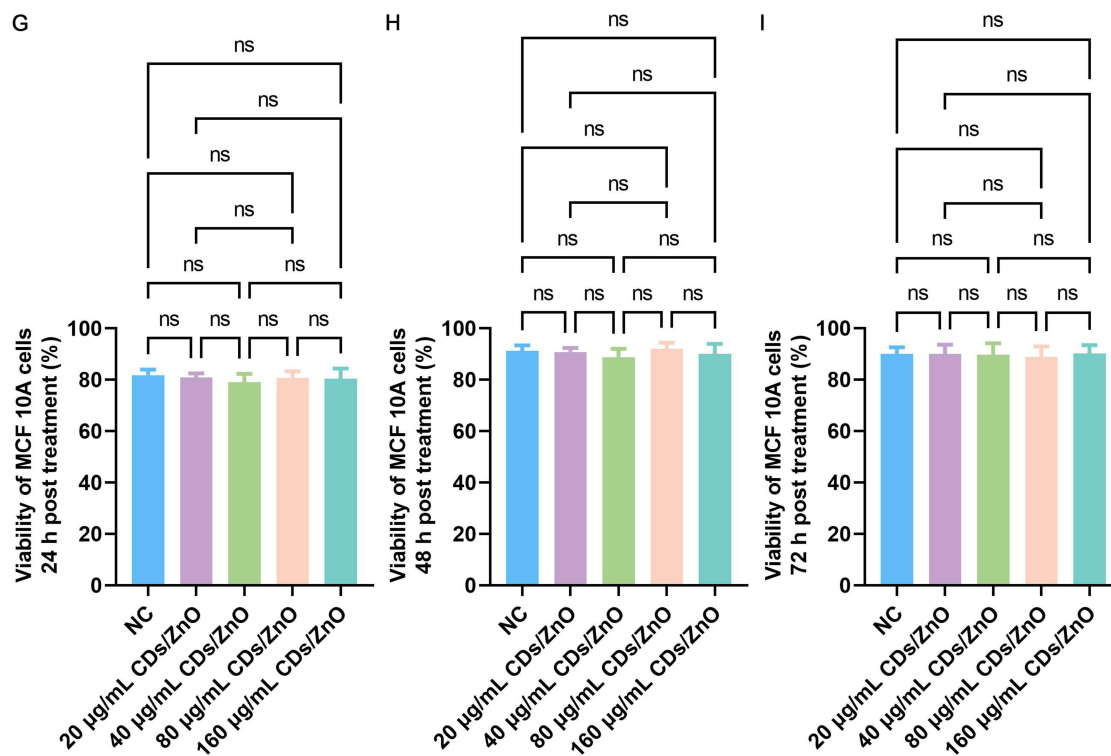 G
ns
ns
ns
ns
ns
ns
ns
ns
ns
ns
Viability of MCF 10A cells
24 h post treatment (%)
100
80
60
40
20
0
NC
20 µg/mL CDs/ZnO
40 µg/mL CDs/ZnO
80 µg/mL CDs/ZnO
160 µg/mL CDs/ZnO
H
ns
ns
ns
ns
ns
ns
ns
ns
ns
ns
Viability of MCF 10A cells
48 h post treatment (%)
100
80
60
40
20
0
NC
20 µg/mL CDs/ZnO
40 µg/mL CDs/ZnO
80 µg/mL CDs/ZnO
160 µg/mL CDs/ZnO
I
ns
ns
ns
ns
ns
ns
ns
ns
ns
ns
Viability of MCF 10A cells
72 h post treatment (%)
100
80
60
40
20
0
NC
20 µg/mL CDs/ZnO
40 µg/mL CDs/ZnO
80 µg/mL CDs/ZnO
160 µg/mL CDs/ZnO